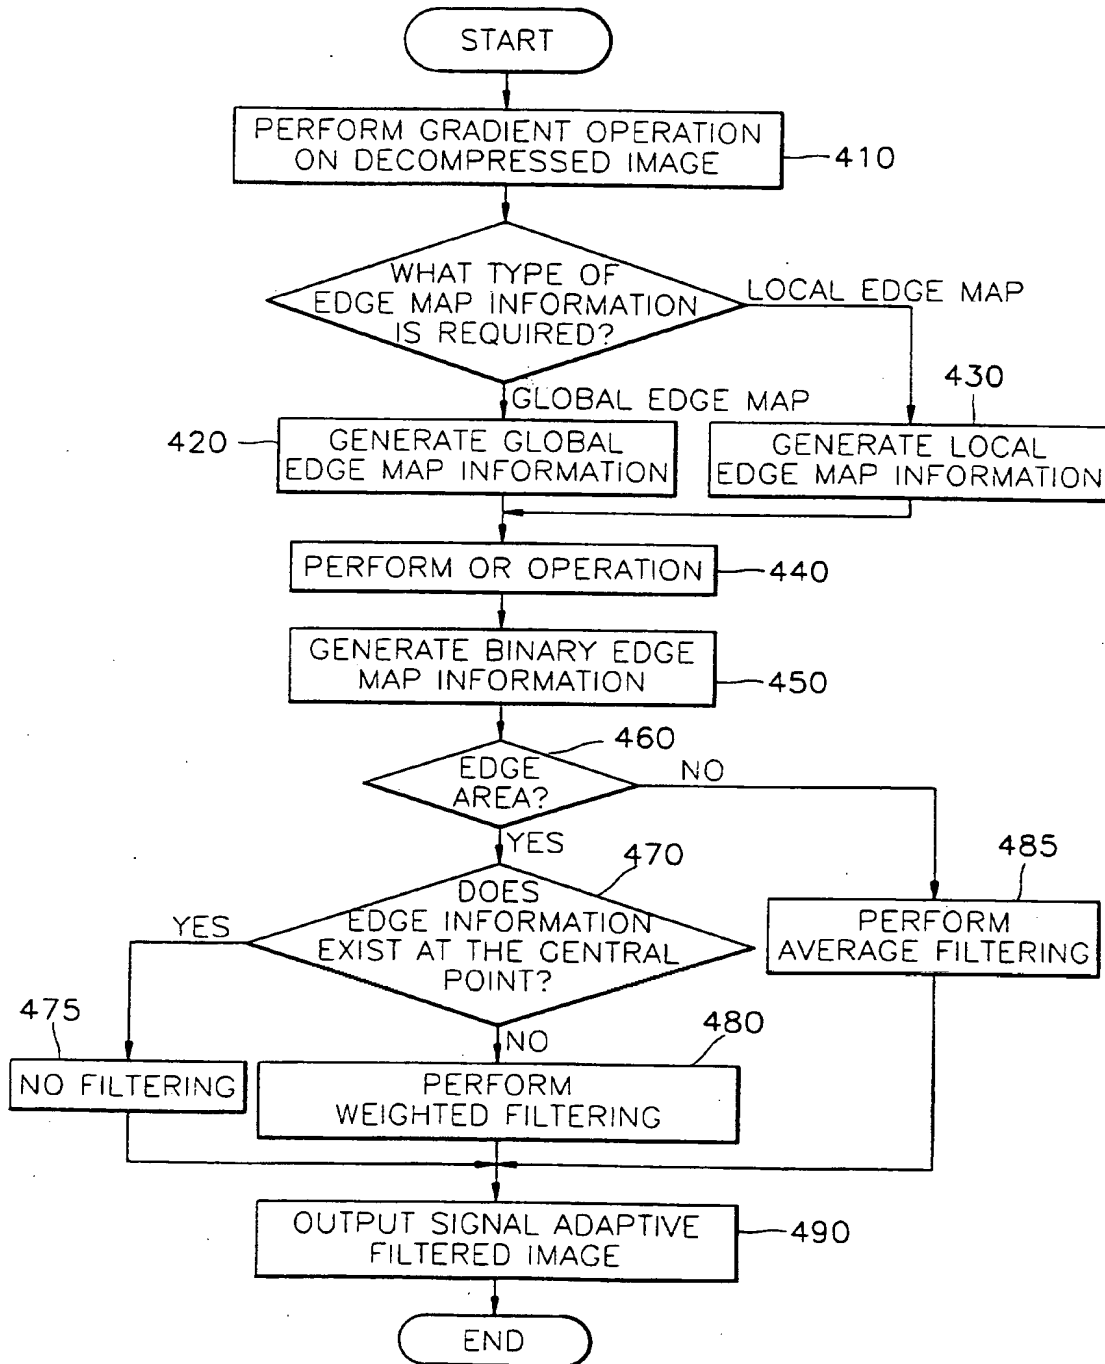 START
PERFORM GRADIENT OPERATION
ON DECOMPRESSED IMAGE
410
WHAT TYPE OF
EDGE MAP INFORMATION
IS REQUIRED?
LOCAL EDGE MAP
GLOBAL EDGE MAP
430
420
GENERATE GLOBAL
EDGE MAP INFORMATION
GENERATE LOCAL
EDGE MAP INFORMATION
PERFORM OR OPERATION
440
GENERATE BINARY EDGE
MAP INFORMATION
450
460
EDGE
AREA?
NO
YES
470
DOES
EDGE INFORMATION
EXIST AT THE CENTRAL
POINT?
YES
485
PERFORM
AVERAGE FILTERING
475
NO
480
NO FILTERING
PERFORM
WEIGHTED FILTERING
OUTPUT SIGNAL ADAPTIVE
FILTERED IMAGE
490
END